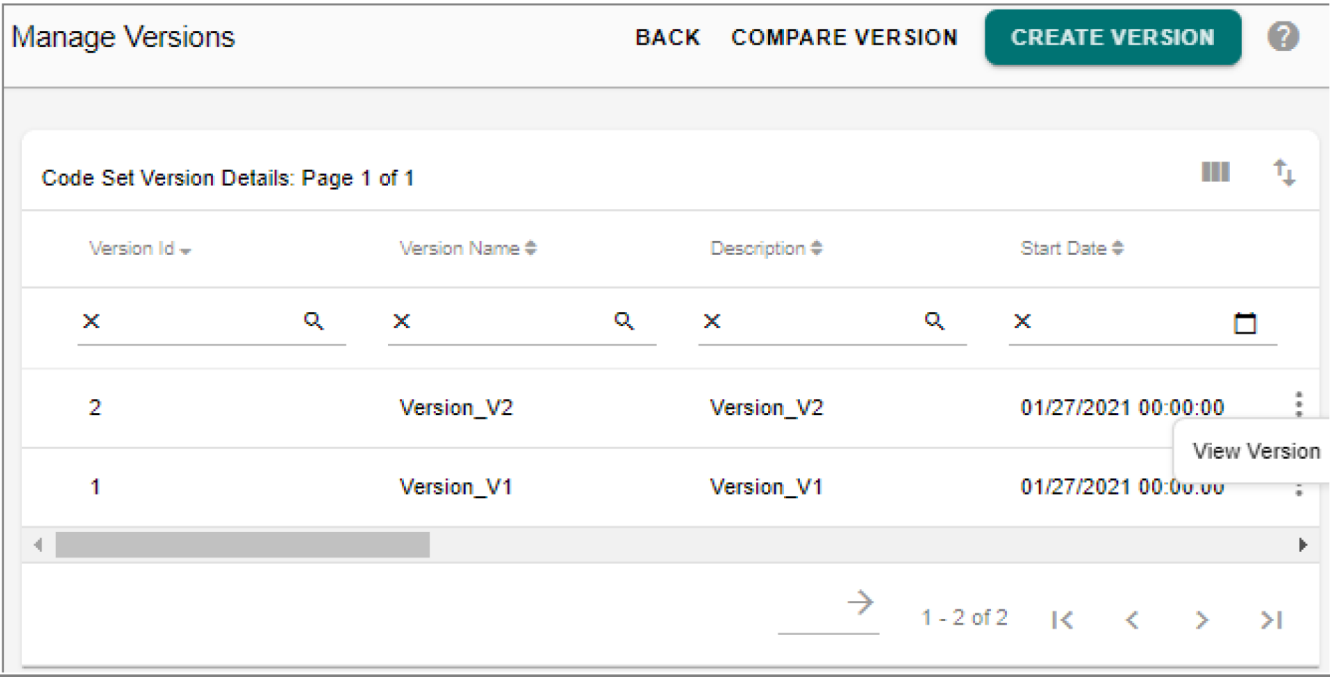 Manage Versions BACK COMPARE VERSION CREATE VERSION ?
Code Set Version Details: Page 1 of 1
Version Id Version Name Description Start Date
2 Version_V2 Version_V2 01/27/2021 00:00:00
View Version
1 Version_V1 Version_V1 01/27/2021 00:00:00
1 - 2 of 2